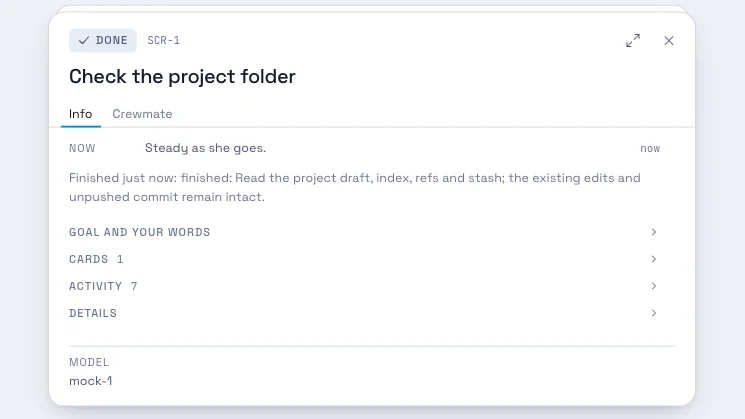 DONE SCR-1
Check the project folder
Info Crewmate
NOW Steady as she goes. now
Finished just now: finished: Read the project draft, index, refs and stash; the existing edits and
unpushed commit remain intact.
GOAL AND YOUR WORDS
CARDS 1
ACTIVITY 7
DETAILS
MODEL
mock-1